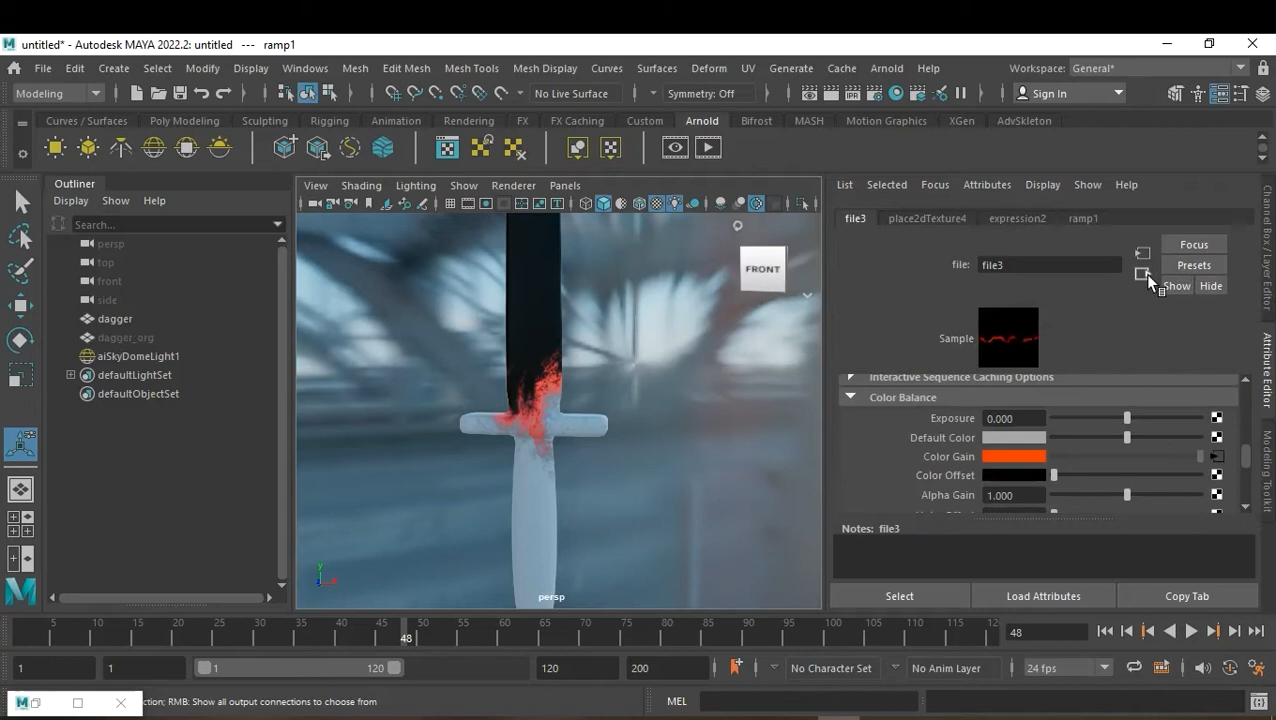 untitled* - Autodesk MAYA 2022.2: untitled --- ramp1
File Edit Create Select Modify Display Windows Mesh Edit Mesh Mesh Tools Mesh Display Curves Surfaces Deform UV Generate Cache Arnold Help Workspace: General*
Modeling No Live Surface Symmetry: Off Sign In
Curves / Surfaces Poly Modeling Sculpting Rigging Animation Rendering FX FX Caching Custom Arnold Bifrost MASH Motion Graphics XGen AdvSkeleton
IPR
Outliner
Display Show Help
Search...
persp
top
front
side
dagger
dagger_org
aiSkyDomeLight1
defaultLightSet
defaultObjectSet
View Shading Lighting Show Renderer Panels
FRONT
y
persp
List Selected Focus Attributes Display Show Help
file3 place2dTexture4 expression2 ramp1
Focus
file: file3 Presets
Show Hide
Sample
Interactive Sequence Caching Options
Color Balance
Exposure 0.000
Default Color
Color Gain
Color Offset
Alpha Gain 1.000
Notes: file3
Select Load Attributes Copy Tab
Channel Box / Layer Editor
Attribute Editor
Modeling Toolkit
5 10 15 20 25 30 35 40 45 50 55 60 65 70 75 80 85 90 95 100 105 110 115 12
48 48
1 1 1 120 120 200 No Character Set No Anim Layer 24 fps
ction; RMB: Show all output connections to choose from MEL